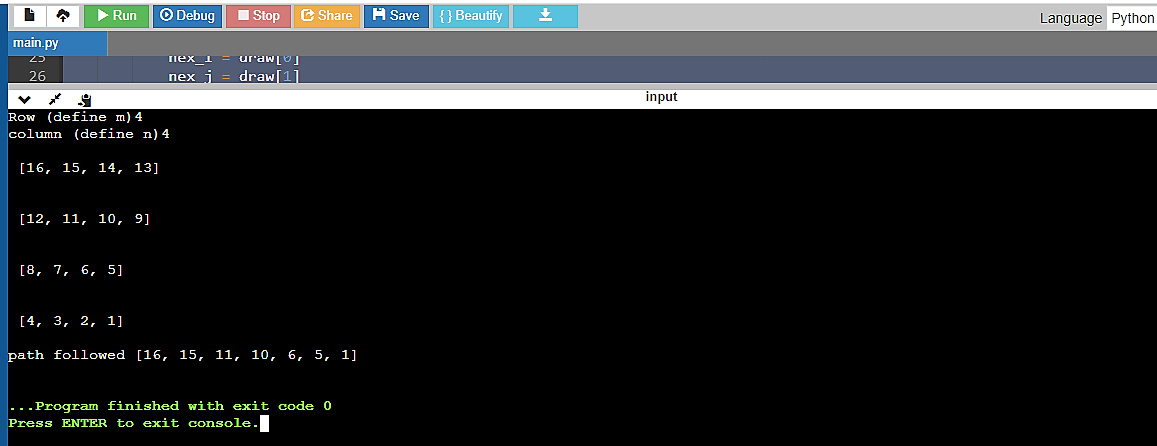 Run Debug Stop Share Save { } Beautify
Language Python
main.py
25 nex_i = draw[0]
26 nex_j = draw[1]
input
Row (define m)4
column (define n)4
[16, 15, 14, 13]
[12, 11, 10, 9]
[8, 7, 6, 5]
[4, 3, 2, 1]
path followed [16, 15, 11, 10, 6, 5, 1]
...Program finished with exit code 0
Press ENTER to exit console.